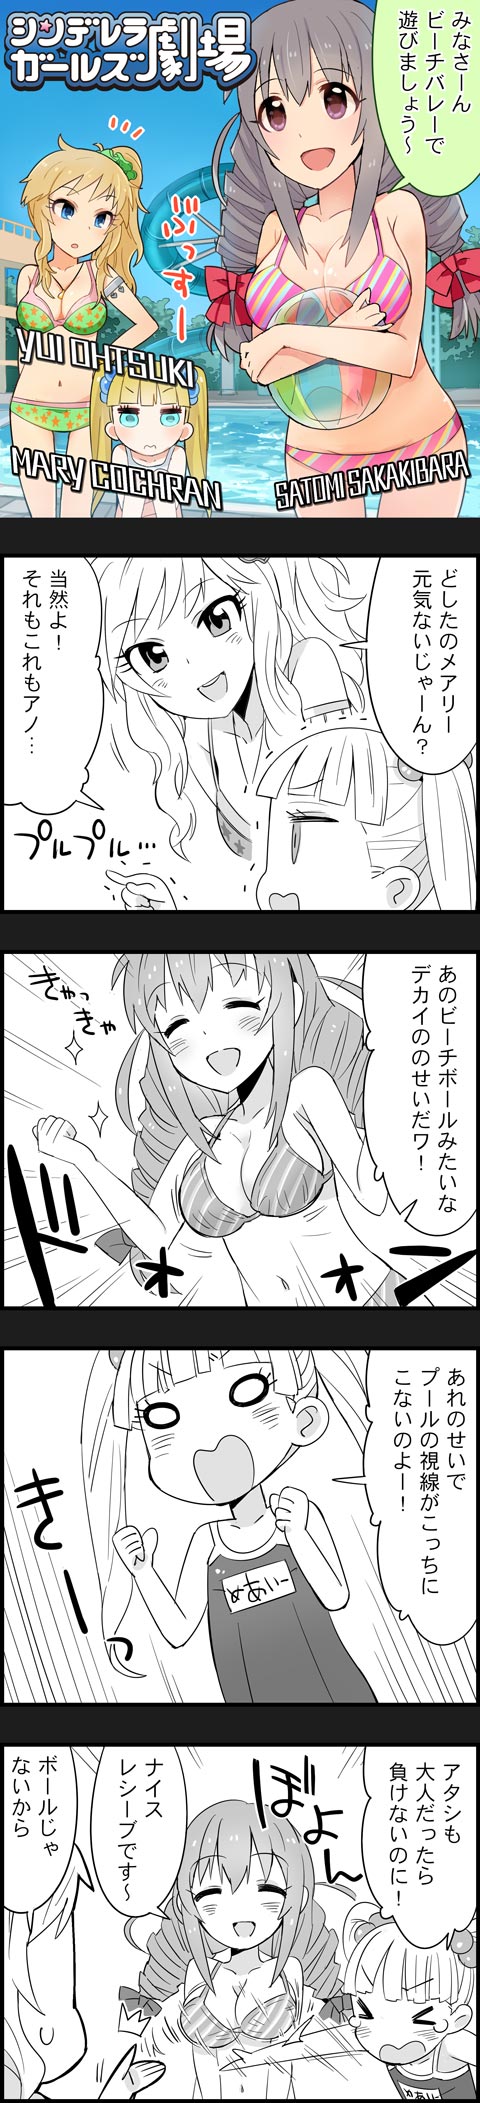 シンデレラ
ガールズ劇場
みなさーん
ビーチバレーで
遊びましょう～
ぶっすー
YUI OHTSUKI
MARY COCHRAN
SATOMI SAKAKIBARA
どしたのメアリー
元気ないじゃーん?
当然よ!
それもこれもアノ…
プルプル…
あのビーチボールみたいな
デカイののせいだワ!
きゃっ
きゃ
ドォォ
あれのせいで
プールの視線がこっちに
こないのよー!
きーっ
めあいー
アタシも
大人だったら
負けないのに!
ぼよん
ナイス
レシーブです～
ボールじゃ
ないから
めあいー